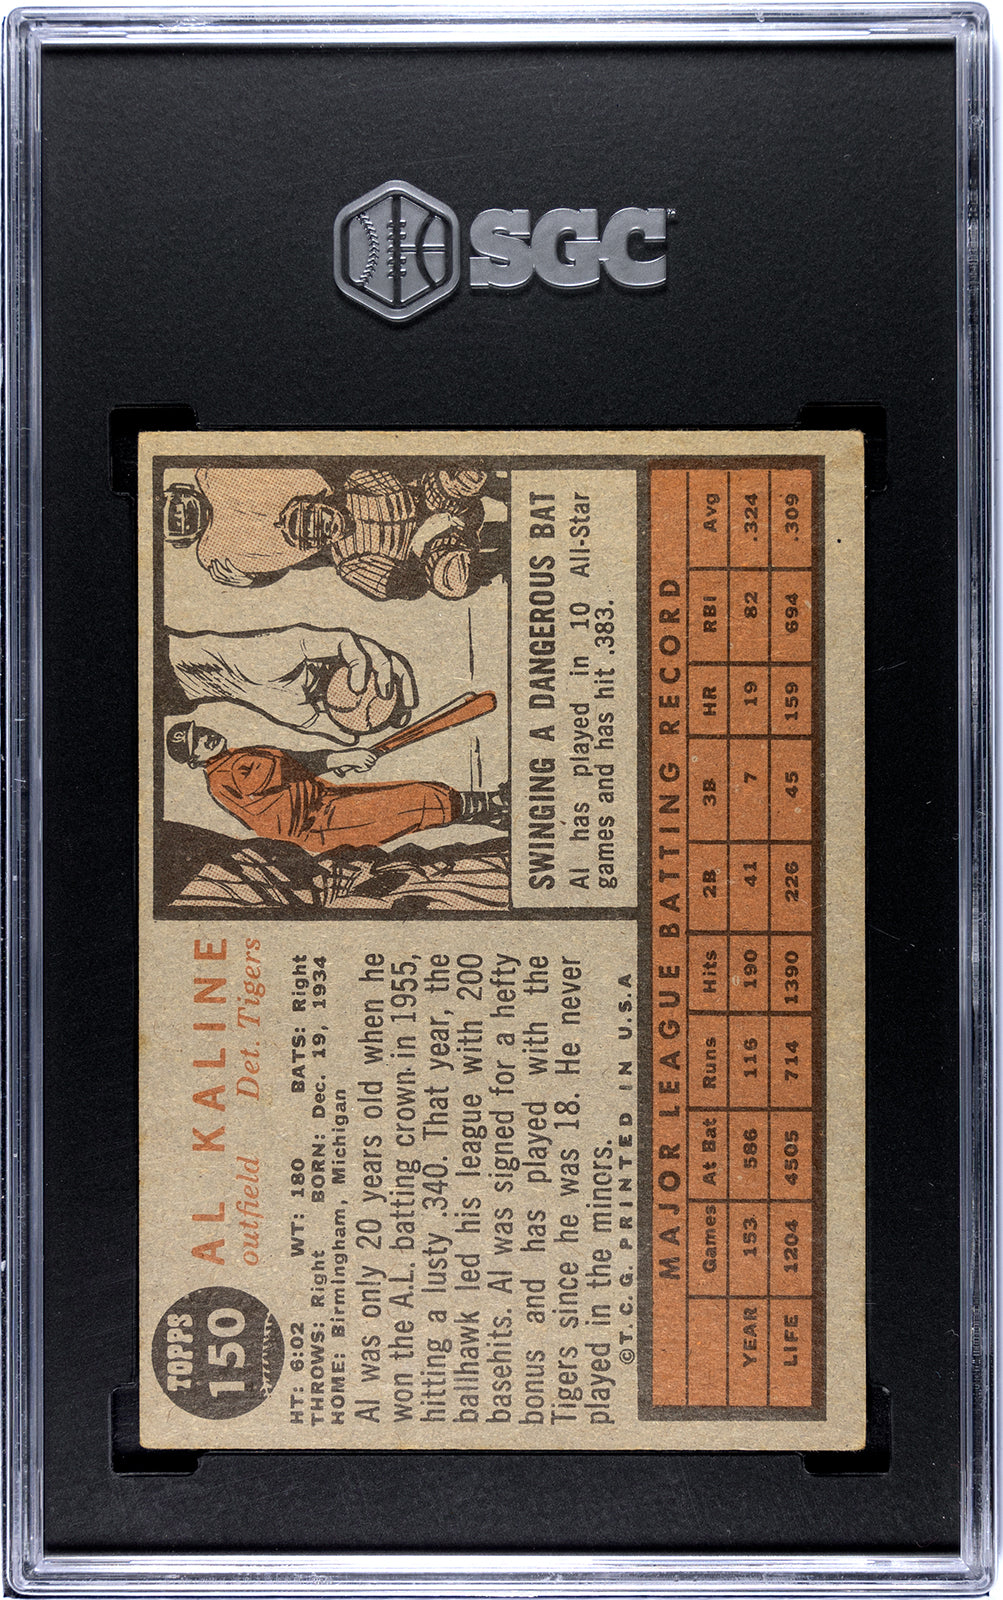 SGC
TOPPS
150
AL KALINE
outfield Det. Tigers
HT: 6:02 WT: 180 BATS: Right
THROWS: Right BORN: Dec. 19, 1934
HOME: Birmingham, Michigan
Al was only 20 years old when he
won the A.L. batting crown in 1955,
hitting a lusty .340. That year, the
ballhawk led his league with 200
basehits. Al was signed for a hefty
bonus and has played with the
Tigers since he was 18. He never
played in the minors.
© T. C. G. PRINTED IN U.S.A
SWINGING A DANGEROUS BAT
Al has played in 10 All-Star
games and has hit .383.
MAJOR LEAGUE BATTING RECORD
Games At Bat Runs Hits 2B 3B HR RBI Avg
YEAR 153 586 116 190 41 7 19 82 .324
LIFE 1204 4505 714 1390 226 45 159 694 .309